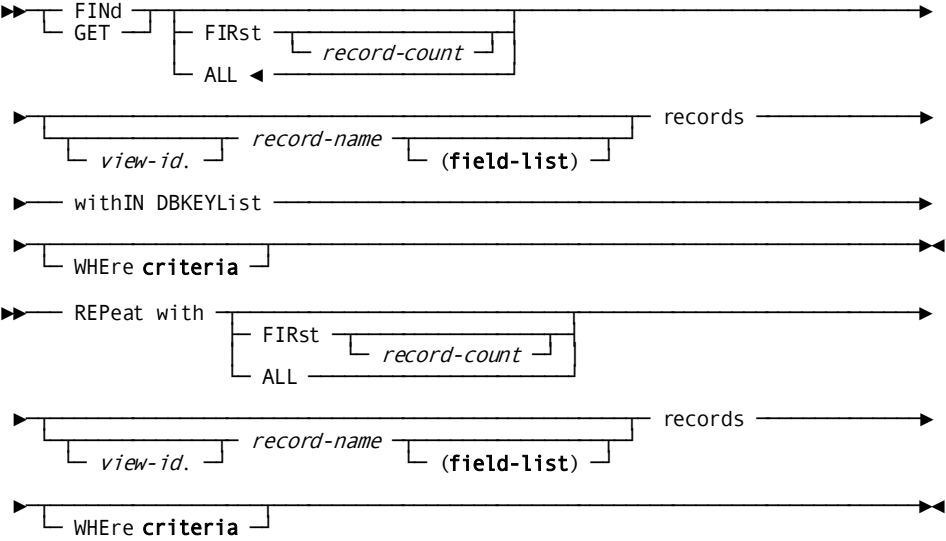 FINd
GET
FIRst
record-count
ALL
records
view-id. record-name (field-list)
withIN DBKEYList
WHEre criteria
REPeat with
FIRst
record-count
ALL
records
view-id. record-name (field-list)
WHEre criteria